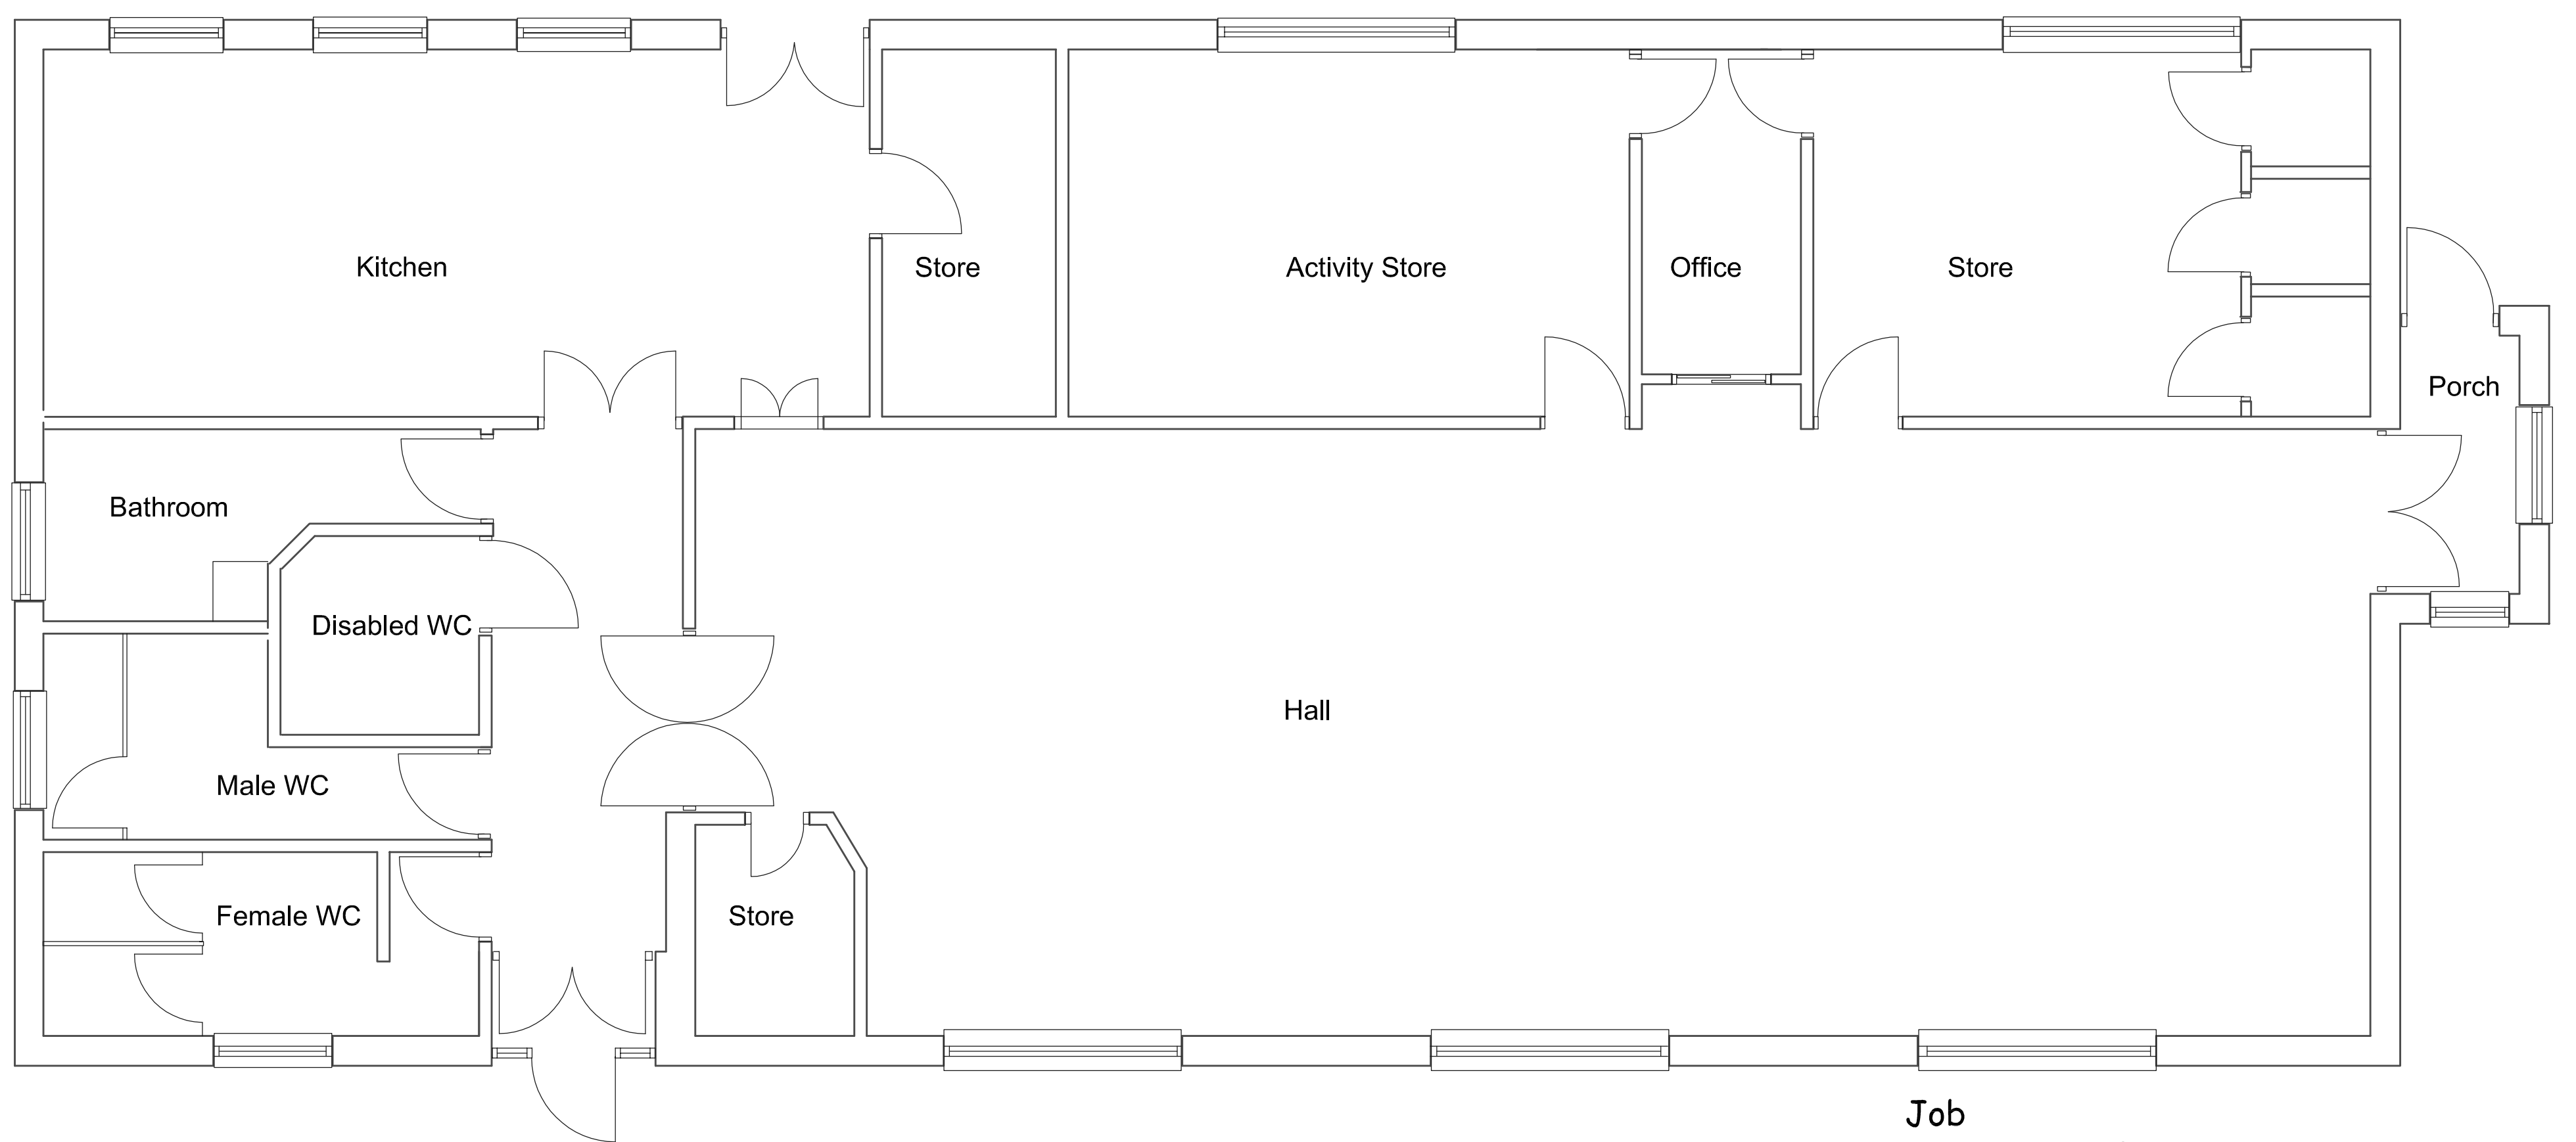 Kitchen
Store
Activity Store
Office
Store
Porch
Bathroom
Disabled WC
Hall
Male WC
Female WC
Store
Job